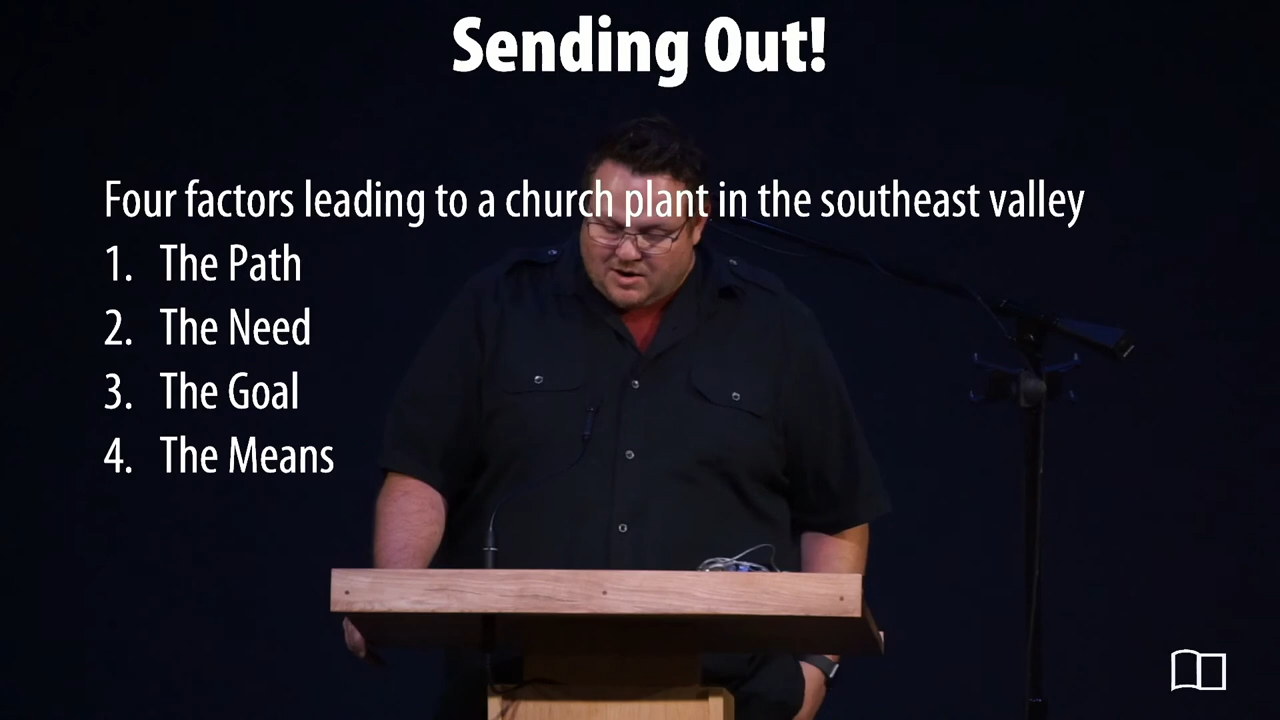 Sending Out!
Four factors leading to a church plant in the southeast valley
1. The Path
2. The Need
3. The Goal
4. The Means